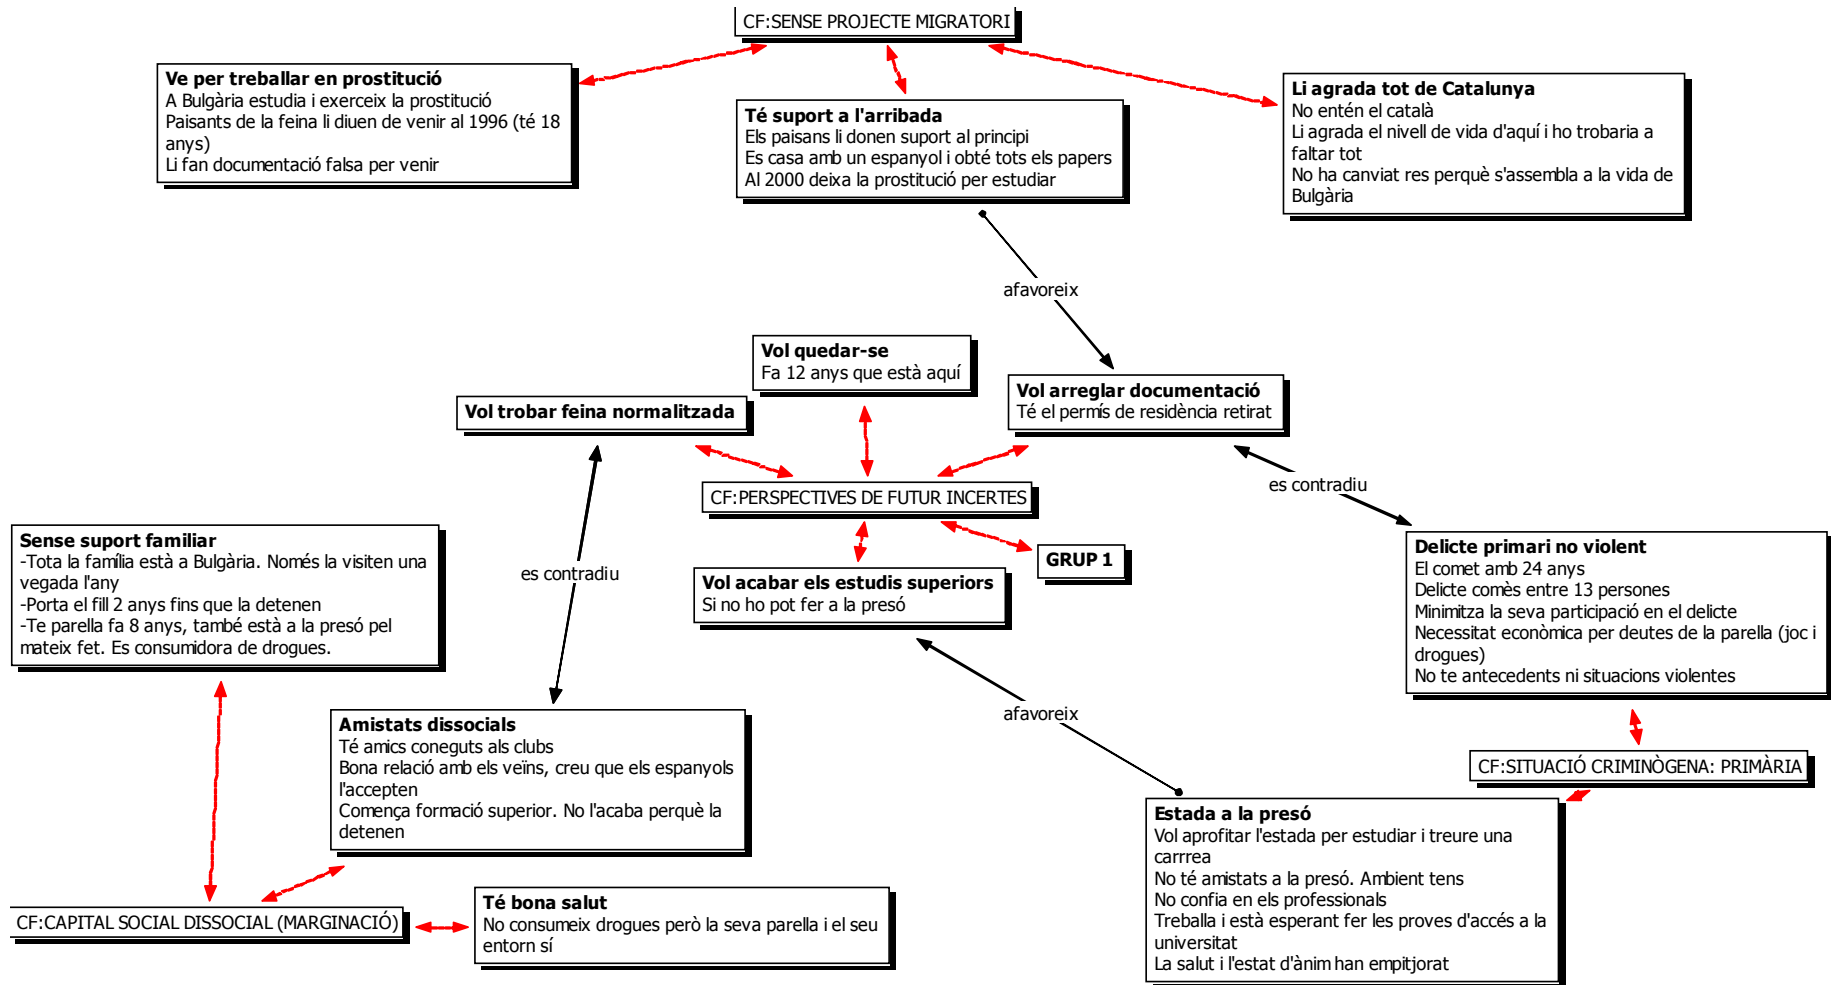 CF:SENSE PROJECTE MIGRATORI
Ve per treballar en prostitució
A Bulgària estudia i exerceix la prostitució
Paisants de la feina li diuen de venir al 1996 (té 18
anys)
Li fan documentació falsa per venir
Té suport a l'arribada
Els paisans li donen suport al principi
Es casa amb un espanyol i obté tots els papers
Al 2000 deixa la prostitució per estudiar
Li agrada tot de Catalunya
No entén el català
Li agrada el nivell de vida d'aquí i ho trobaria a
faltar tot
No ha canviat res perquè s'assembla a la vida de
Bulgària
afavoreix
Vol quedar-se
Fa 12 anys que està aquí
Vol trobar feina normalitzada
Vol arreglar documentació
Té el permís de residència retirat
CF:PERSPECTIVES DE FUTUR INCERTES
es contradiu
GRUP 1
Vol acabar els estudis superiors
Si no ho pot fer a la presó
es contradiu
Sense suport familiar
-Tota la família està a Bulgària. Només la visiten una
vegada l'any
-Porta el fill 2 anys fins que la detenen
-Te parella fa 8 anys, també està a la presó pel
mateix fet. Es consumidora de drogues.
Delicte primari no violent
El comet amb 24 anys
Delicte comès entre 13 persones
Minimitza la seva participació en el delicte
Necessitat econòmica per deutes de la parella (joc i
drogues)
No te antecedents ni situacions violentes
afavoreix
Amistats dissocials
Té amics coneguts als clubs
Bona relació amb els veïns, creu que els espanyols
l'accepten
Comença formació superior. No l'acaba perquè la
detenen
CF:SITUACIÓ CRIMINÒGENA: PRIMÀRIA
Estada a la presó
Vol aprofitar l'estada per estudiar i treure una
carrrea
No té amistats a la presó. Ambient tens
No confia en els professionals
Treballa i està esperant fer les proves d'accés a la
universitat
La salut i l'estat d'ànim han empitjorat
CF:CAPITAL SOCIAL DISSOCIAL (MARGINACIÓ)
Té bona salut
No consumeix drogues però la seva parella i el seu
entorn sí